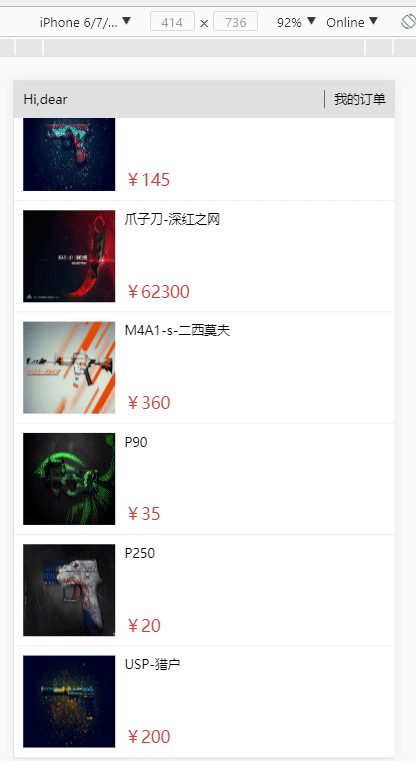 iPhone 6/7/... ▼ 414 × 736 92% ▼ Online ▼
Hi,dear 我的订单
￥145
爪子刀-深红之网
￥62300
M4A1-s-二西莫夫
￥360
P90
￥35
P250
￥20
USP-猎户
￥200